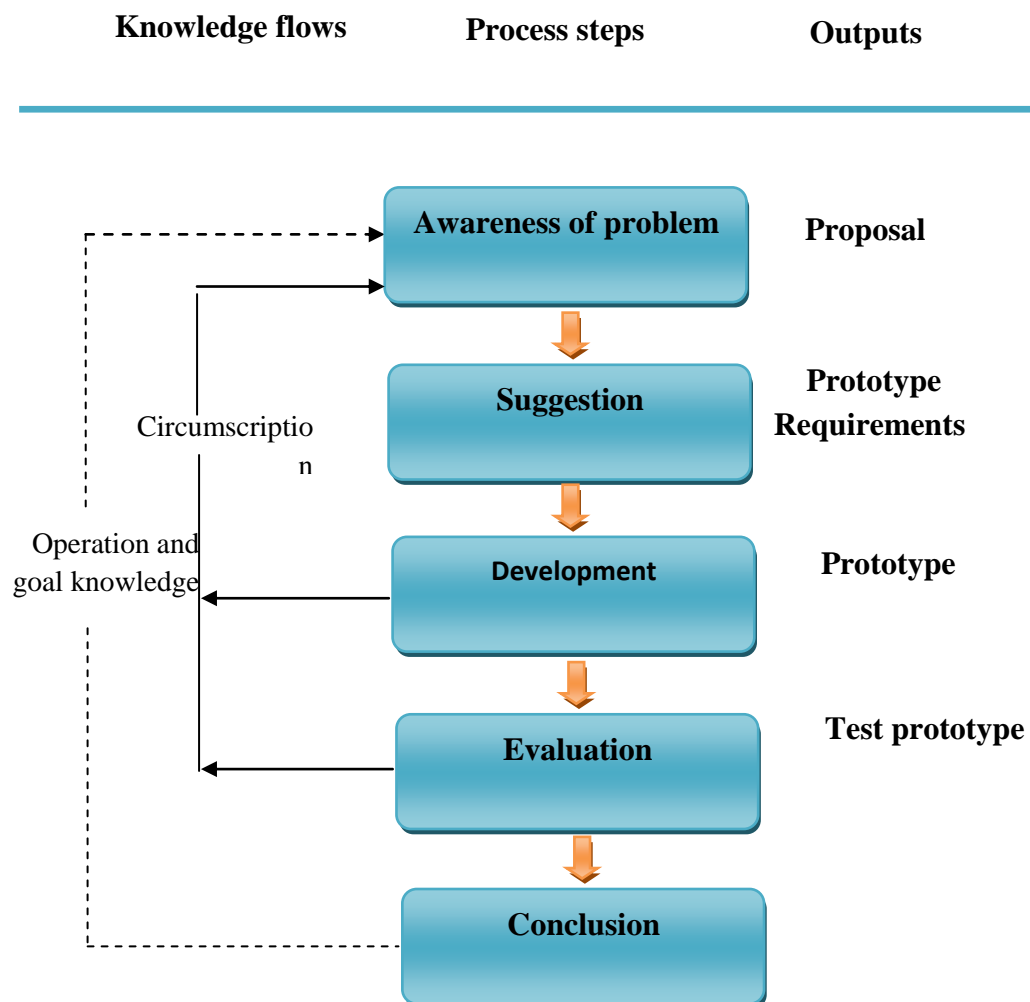 Knowledge flows
Process steps
Outputs
Awareness of problem
Proposal
Suggestion
Prototype
Requirements
Circumscriptio
n
Operation and
goal knowledge
Development
Prototype
Evaluation
Test prototype
Conclusion